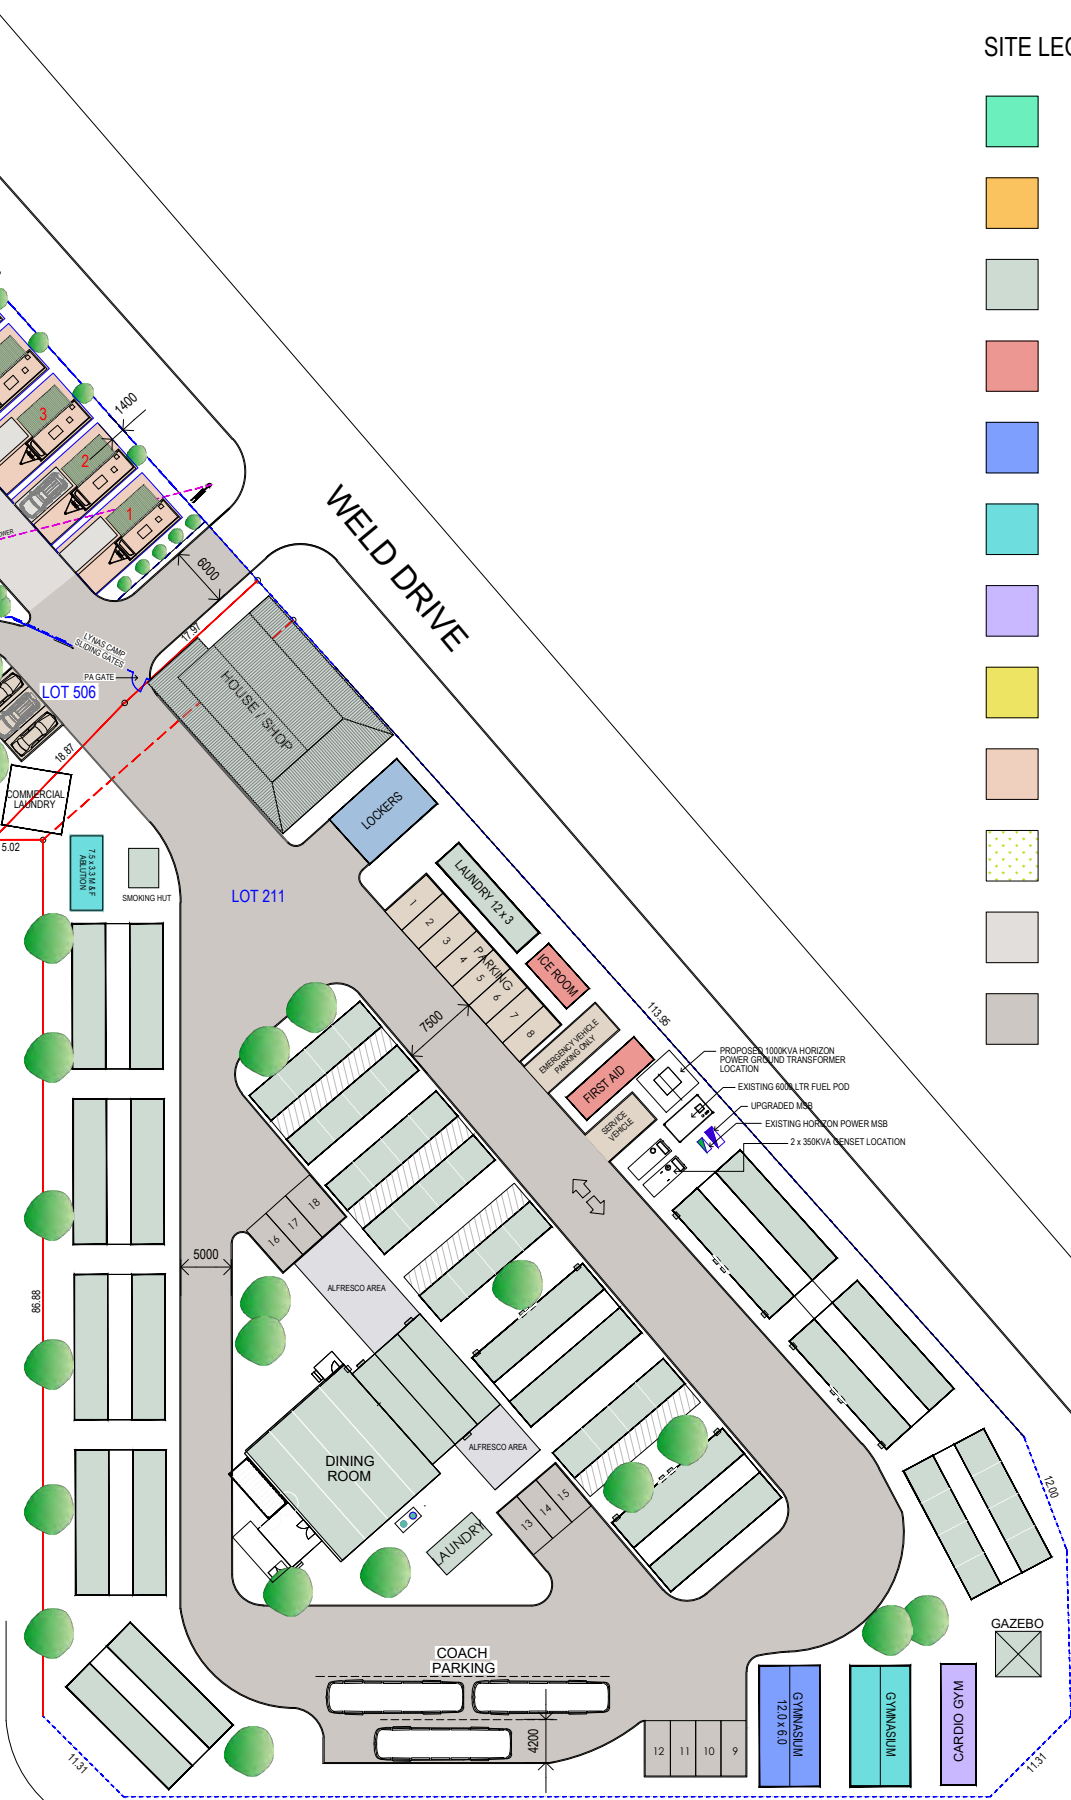 SITE LEG
3
2
1
1400
6000
WELD DRIVE
LYNAS CAMP
SLIDING GATES
PA GATE
17.97
LOT 506
HOUSE / SHOP
18.87
COMMERCIAL
LAUNDRY
5.02
LOCKERS
7.5 x 3.3 M & F
ABLUTION
SMOKING HUT
LOT 211
LAUNDRY 12 x 3
1
2
3
4
5
6
7
8
PARKING
ICE ROOM
EMERGENCY VEHICLE
PARKING ONLY
FIRST AID
SERVICE
VEHICLE
113.95
7500
PROPOSED 1000KVA HORIZON
POWER GROUND TRANSFORMER
LOCATION
EXISTING 6000 LTR FUEL POD
UPGRADED MSB
EXISTING HORIZON POWER MSB
2 x 350KVA GENSET LOCATION
16
17
18
5000
ALFRESCO AREA
86.88
DINING
ROOM
ALFRESCO AREA
13
14
15
LAUNDRY
12.00
GAZEBO
COACH
PARKING
4200
12
11
10
9
GYMNASIUM
12.0 x 6.0
GYMNASIUM
CARDIO GYM
11.31
11.31